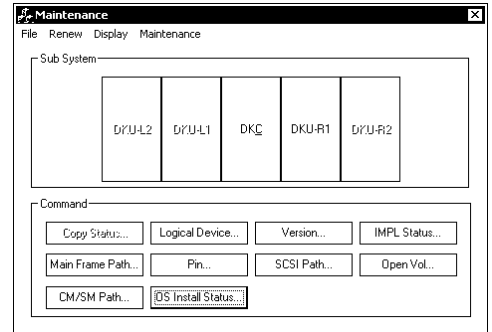 Maintenance
File Renew Display Maintenance
Sub System
DKU-L2 DKU-L1 DKC DKU-R1 DKU-R2
Command
Copy Status... Logical Device... Version... IMPL Status...
Main Frame Path... Pin... SCSI Path... Open Vol...
CM/SM Path... OS Install Status...